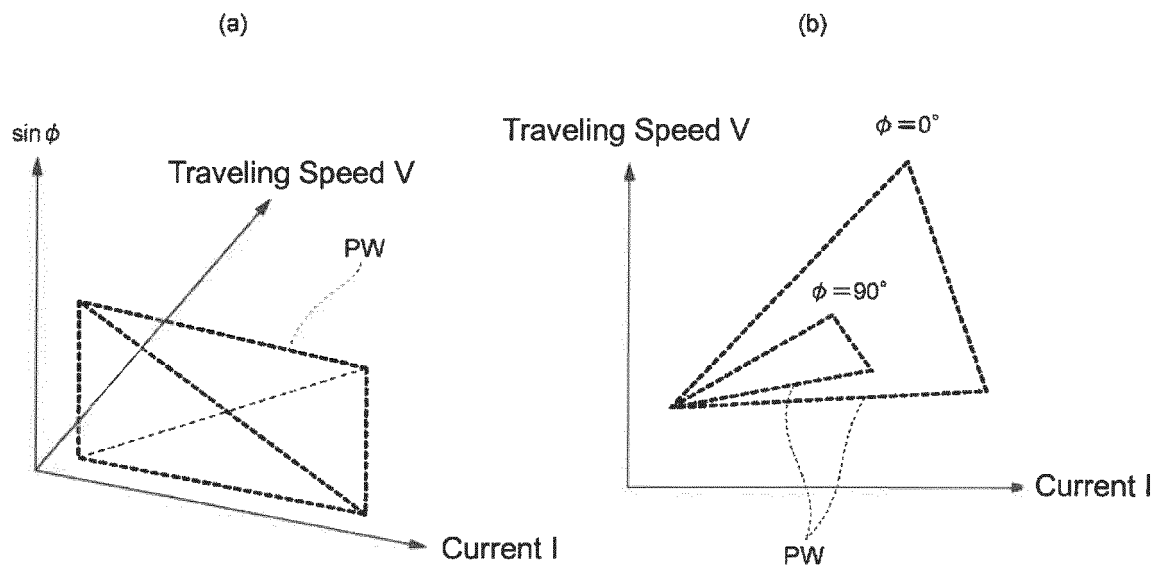 (a)
sin ϕ
Traveling Speed V
PW
Current I
(b)
Traveling Speed V
ϕ=0°
ϕ=90°
Current I
PW